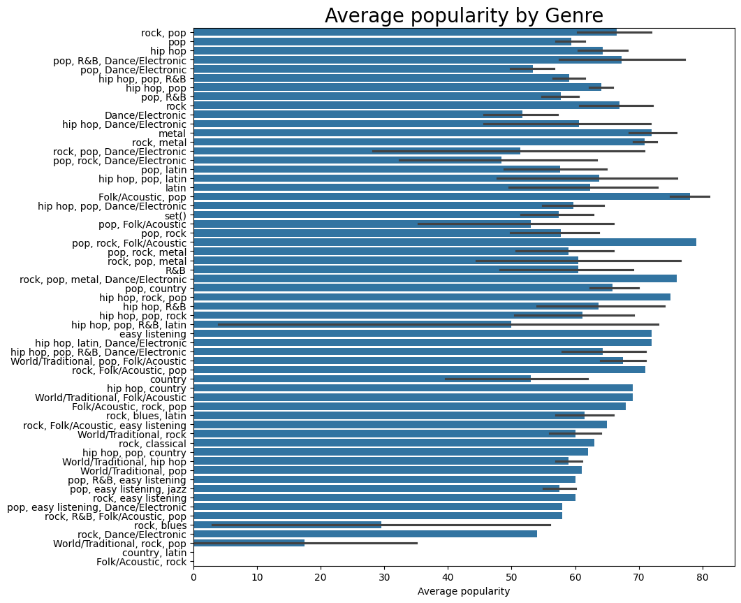 Average popularity by Genre
rock, pop
pop
hip hop
pop, R&B, Dance/Electronic
pop, Dance/Electronic
hip hop, pop, R&B
hip hop, pop
pop, R&B
rock
Dance/Electronic
hip hop, Dance/Electronic
metal
rock, metal
rock, pop, Dance/Electronic
pop, rock, Dance/Electronic
pop, latin
hip hop, pop, latin
latin
Folk/Acoustic, pop
hip hop, pop, Dance/Electronic
set()
pop, Folk/Acoustic
pop, rock
pop, rock, Folk/Acoustic
pop, rock, metal
rock, pop, metal
R&B
rock, pop, metal, Dance/Electronic
pop, country
hip hop, rock, pop
hip hop, R&B
hip hop, pop, rock
hip hop, pop, R&B, latin
easy listening
hip hop, latin, Dance/Electronic
hip hop, pop, R&B, Dance/Electronic
World/Traditional, pop, Folk/Acoustic
rock, Folk/Acoustic, pop
country
hip hop, country
World/Traditional, Folk/Acoustic
Folk/Acoustic, rock, pop
rock, blues, latin
rock, Folk/Acoustic, easy listening
World/Traditional, rock
rock, classical
hip hop, pop, country
World/Traditional, hip hop
World/Traditional, pop
pop, R&B, easy listening
pop, easy listening, jazz
rock, easy listening
pop, easy listening, Dance/Electronic
rock, R&B, Folk/Acoustic, pop
rock, blues
rock, Dance/Electronic
World/Traditional, rock, pop
country, latin
Folk/Acoustic, rock
0 10 20 30 40 50 60 70 80
Average popularity